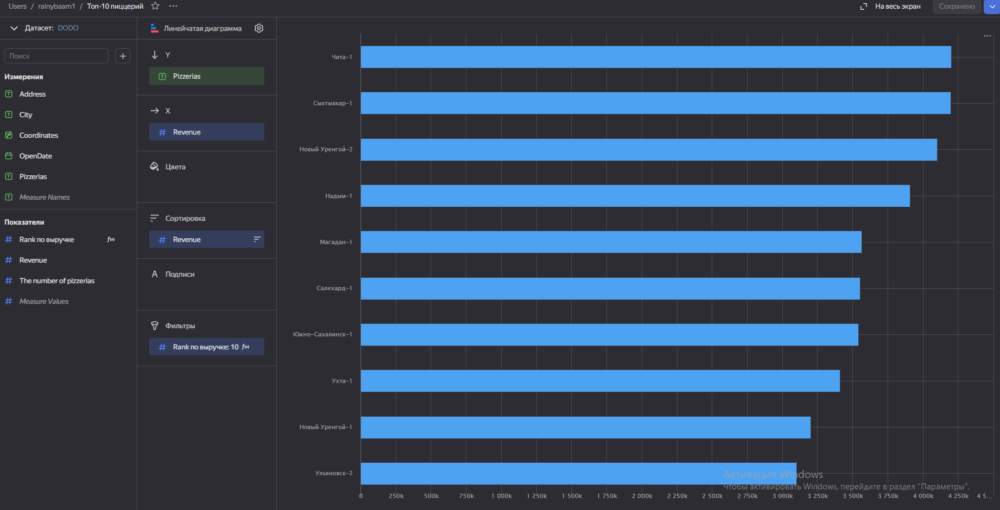 Users / rainybaam1 / Топ-10 пиццерий
На весь экран
Сохранено
Датасет: DODO
Поиск
Измерения
Address
City
Coordinates
OpenDate
Pizzerias
Measure Names
Показатели
Rank по выручке f(x)
Revenue
The number of pizzerias
Measure Values
Линейчатая диаграмма
Y
Pizzerias
X
Revenue
Цвета
Сортировка
Revenue
Подписи
Фильтры
Rank по выручке: 10 f(x)
Чита-1
Сыктывкар-1
Новый Уренгой-2
Надым-1
Магадан-1
Салехард-1
Южно-Сахалинск-1
Ухта-1
Новый Уренгой-1
Ульяновск-2
0 250k 500k 750k 1 000k 1 250k 1 500k 1 750k 2 000k 2 250k 2 500k 2 750k 3 000k 3 250k 3 500k 3 750k 4 000k 4 250k 4 5...
Активация Windows
Чтобы активировать Windows, перейдите в раздел "Параметры".